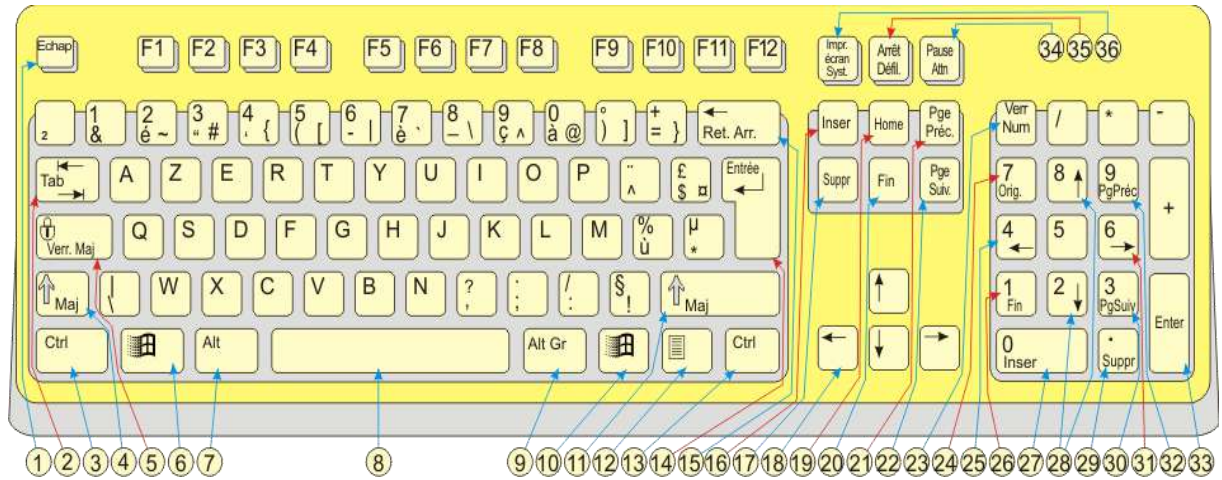 Echap F1 F2 F3 F4 F5 F6 F7 F8 F9 F10 F11 F12 Impr. écran Syst. Arrêt Défil. Pause Attn 34 35 36
² 1 & 2 é ~ 3 " # 4 ' { 5 ( [ 6 - | 7 è ` 8 _ \ 9 ç ^ 0 à @ ° ) ] + = } ← Ret. Arr. Inser Home Pge Préc. Verr Num / * -
Tab A Z E R T Y U I O P ¨ ^ £ $ ¤ Entrée Suppr Fin Pge Suiv. 7 Orig. 8 ↑ 9 PgPréc +
Verr. Maj Q S D F G H J K L M % ù µ * 4 ← 5 6 →
Maj | \ W X C V B N ? , . ; / : § ! Maj ↑ 1 Fin 2 ↓ 3 PgSuiv Enter
Ctrl Alt Alt Gr Ctrl ← ↓ → 0 Inser . Suppr
1 2 3 4 5 6 7 8 9 10 11 12 13 14 15 16 17 18 19 20 21 22 23 24 25 26 27 28 29 30 31 32 33